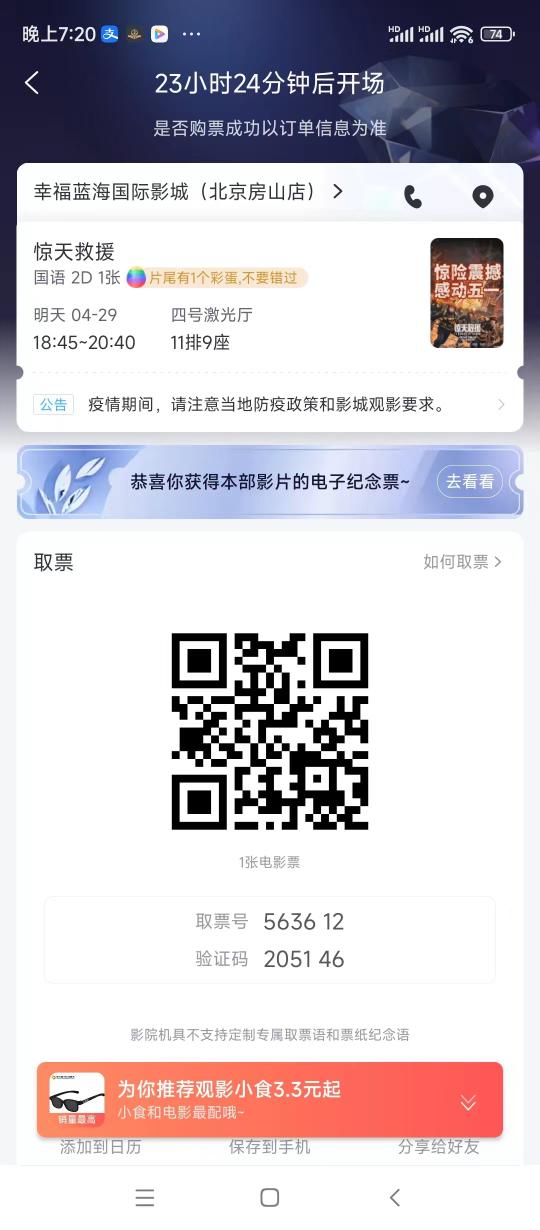 晚上7:20
HD HD 74
23小时24分钟后开场
是否购票成功以订单信息为准
幸福蓝海国际影城（北京房山店）
惊天救援
国语 2D 1张 片尾有1个彩蛋,不要错过
惊险震撼
感动五一
惊天救援
明天 04-29 四号激光厅
18:45~20:40 11排9座
公告 疫情期间，请注意当地防疫政策和影城观影要求。
恭喜你获得本部影片的电子纪念票~ 去看看
取票 如何取票
1张电影票
取票号 5636 12
验证码 2051 46
影院机具不支持定制专属取票语和票纸纪念语
为你推荐观影小食3.3元起
小食和电影最配哦~
销量最高
添加到日历 保存到手机 分享给好友